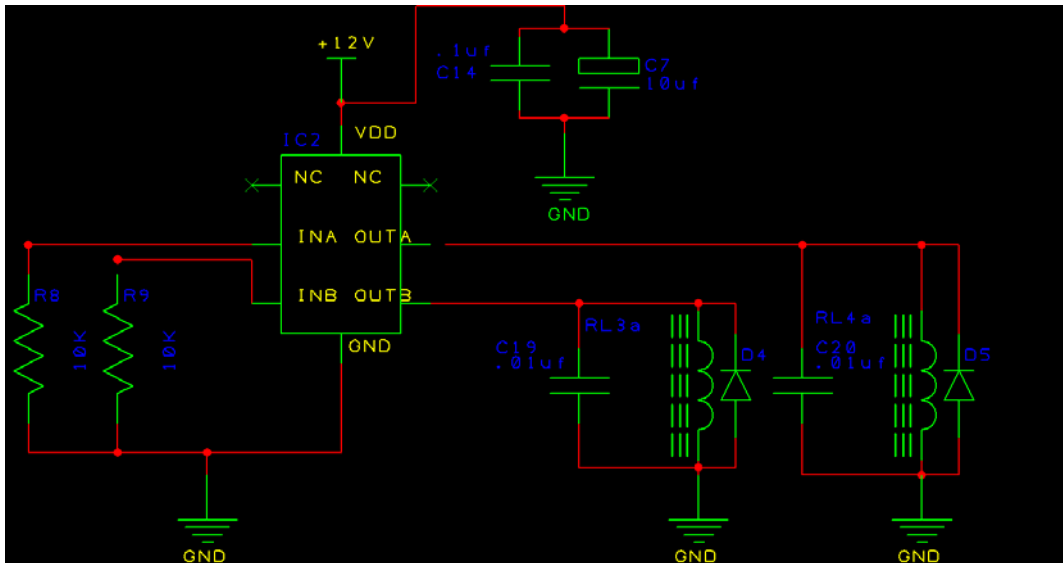 +12V
.1uf
C14
C7
10uf
IC2
VDD
NC NC
GND
INA OUTA
R8
R9
INB OUTB
10K
10K
GND
RL3a
C19
.01uf
D4
RL4a
C20
.01uf
D5
GND
GND
GND